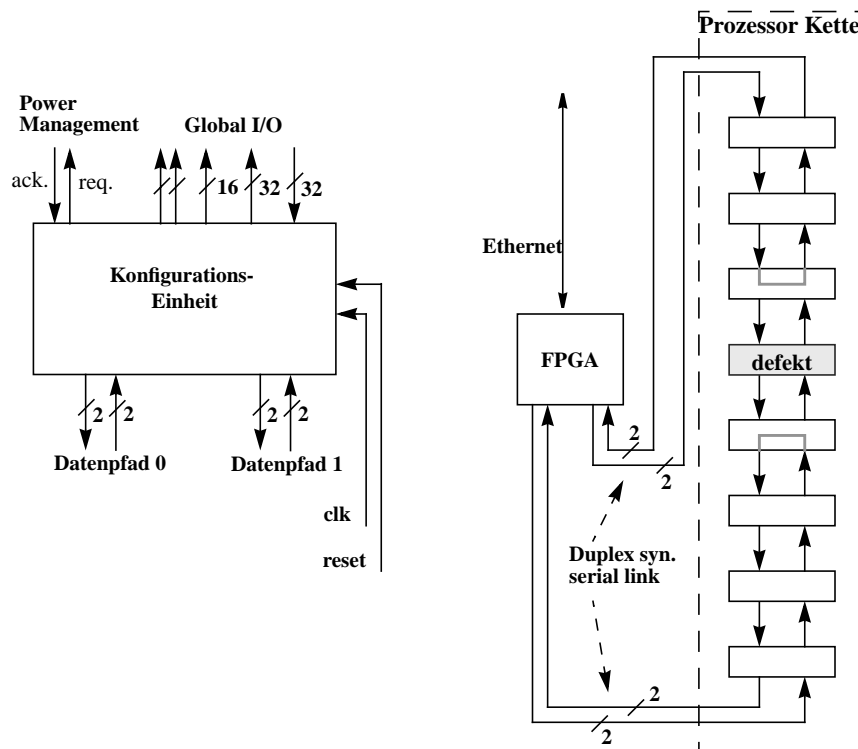 Prozessor Kette
Power
Management
Global I/O
ack.
req.
16
32
32
Konfigurations-
Einheit
2
2
2
2
Datenpfad 0
Datenpfad 1
clk
reset
Ethernet
FPGA
defekt
2
2
Duplex syn.
serial link
2
2